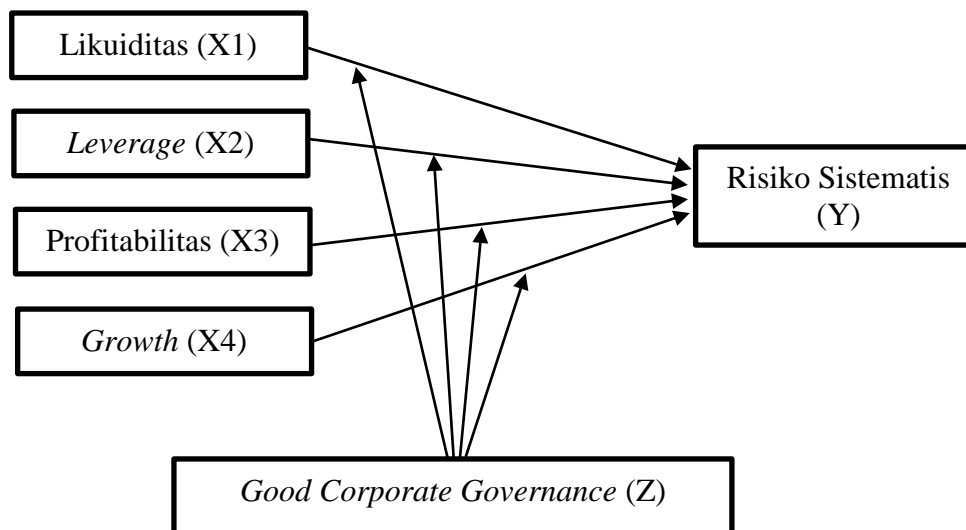 Likuiditas (X1)
Leverage (X2)
Profitabilitas (X3)
Growth (X4)
Risiko Sistematis
(Y)
Good Corporate Governance (Z)